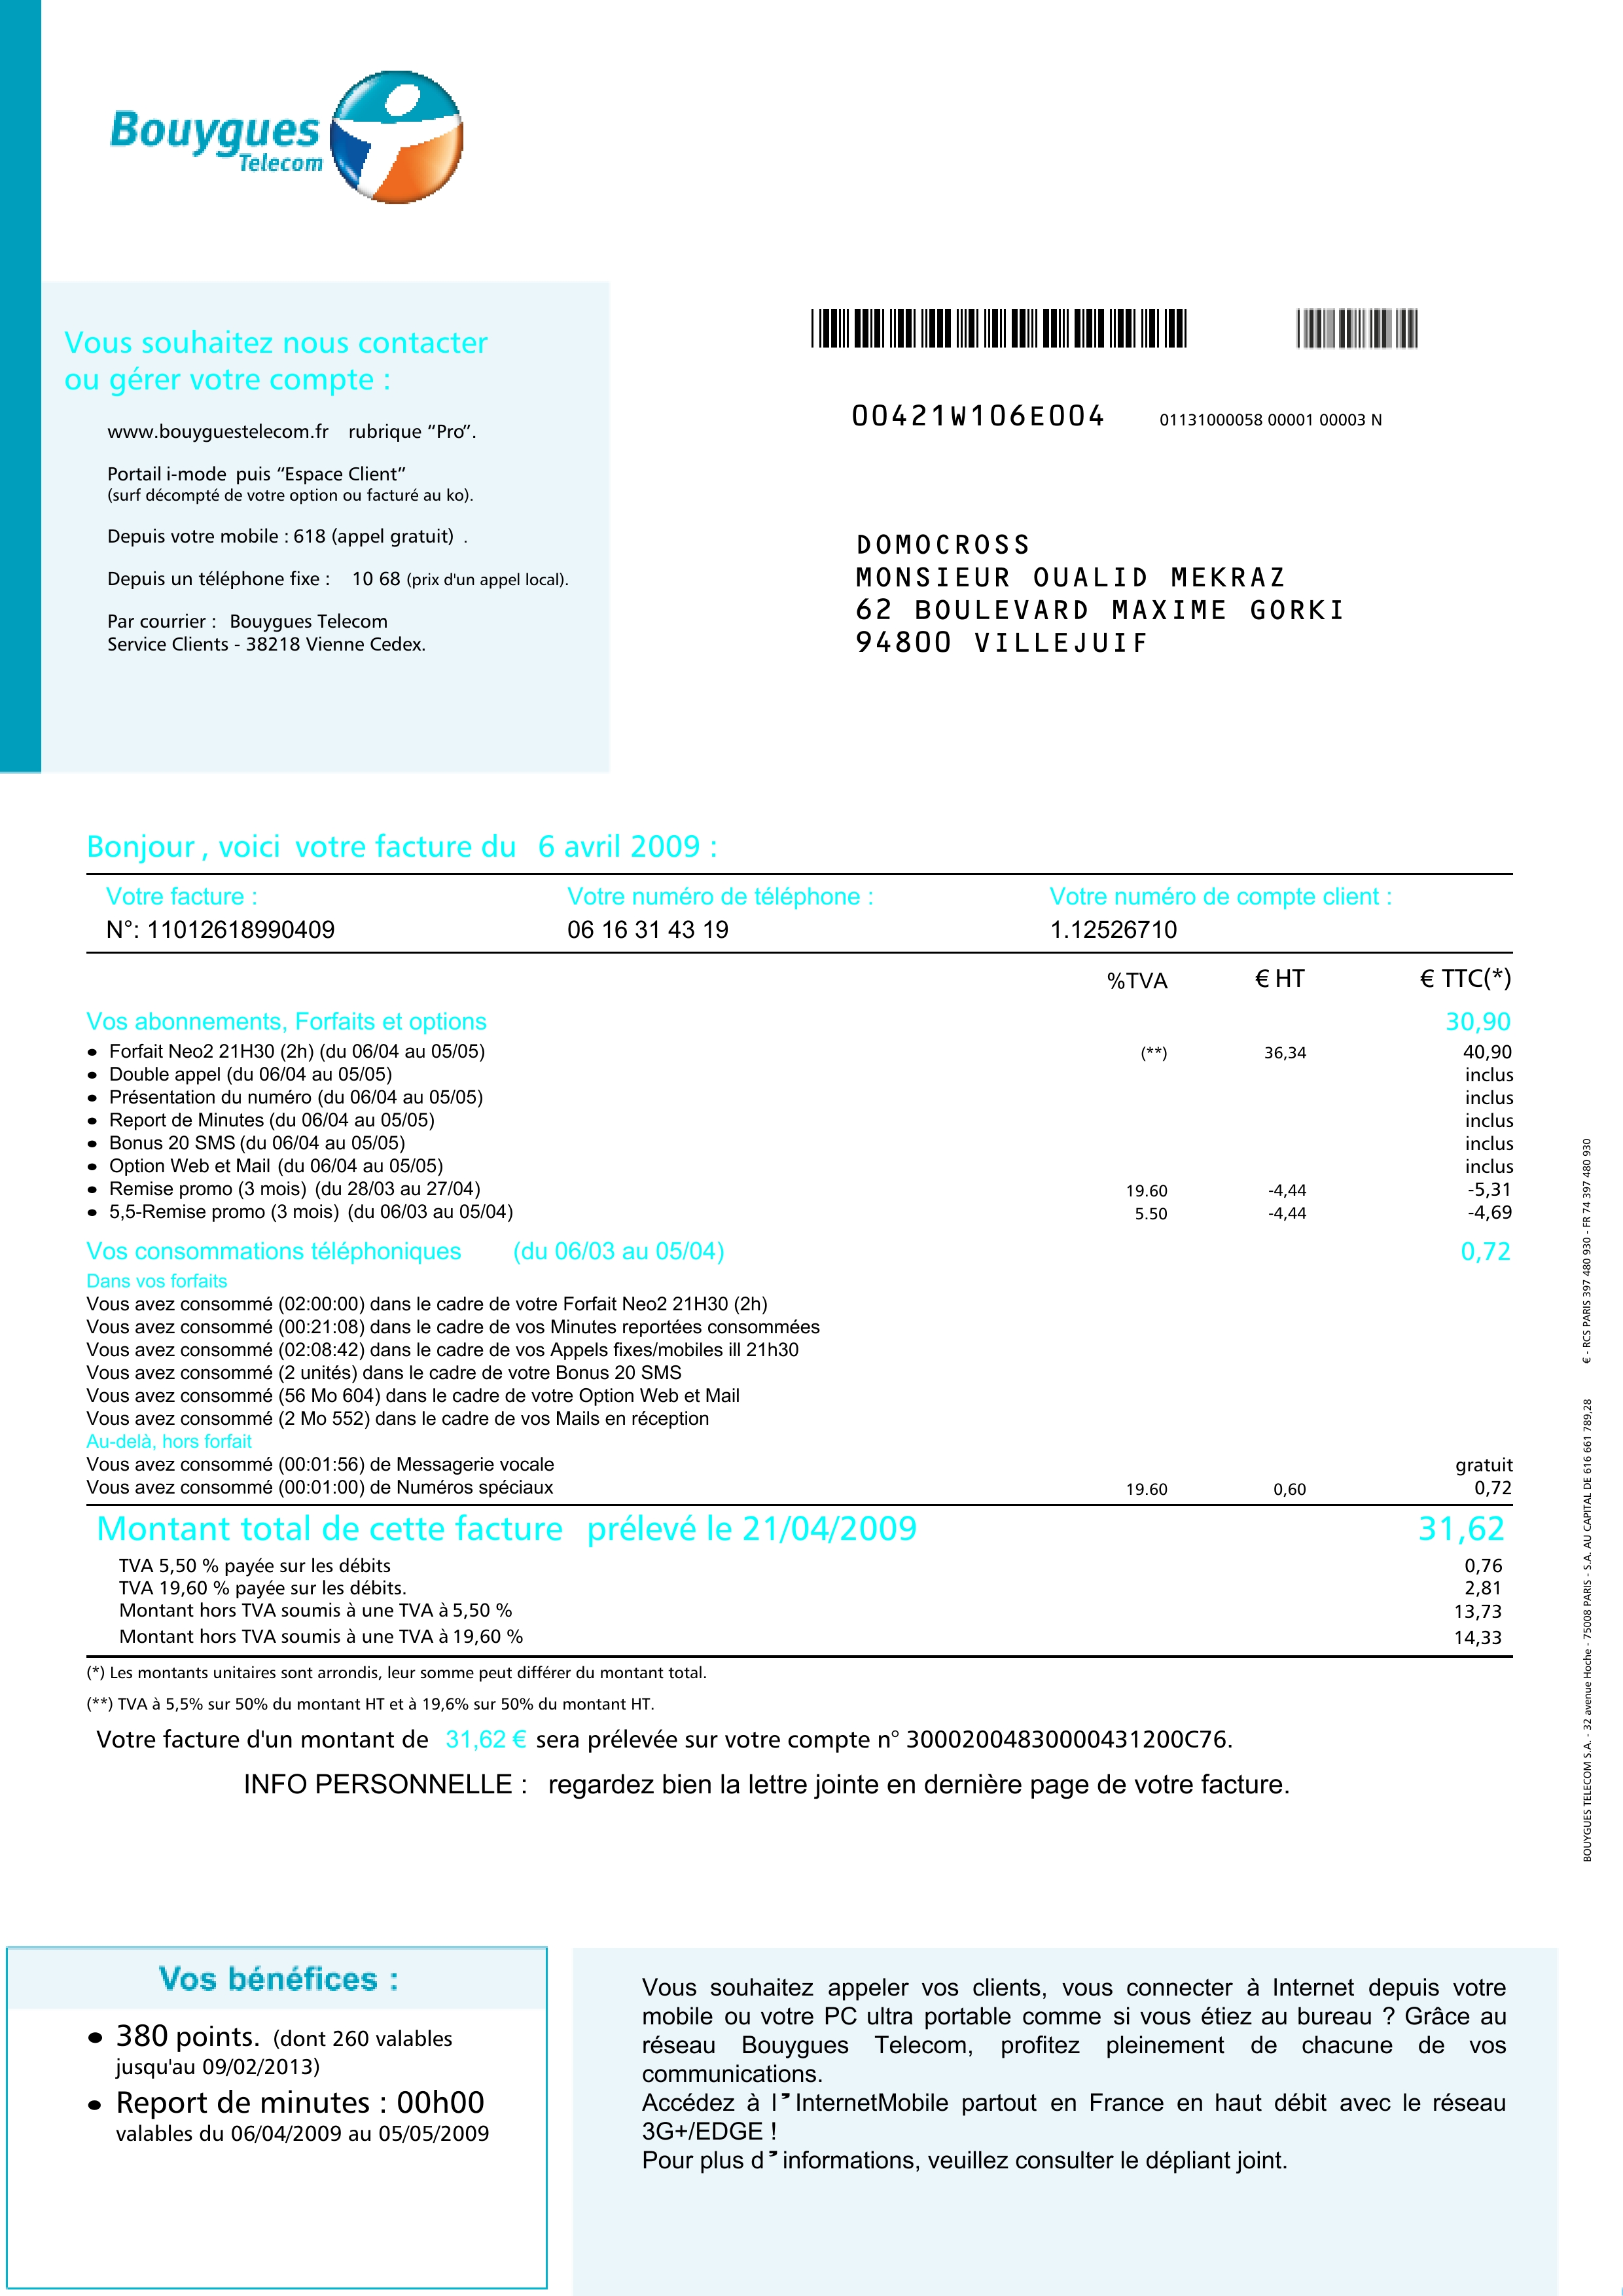 Bouygues
Telecom
Vous souhaitez nous contacter
ou gérer votre compte :
www.bouyguestelecom.fr rubrique “Pro”.
Portail i-mode puis “Espace Client”
(surf décompté de votre option ou facturé au ko).
Depuis votre mobile : 618 (appel gratuit) .
Depuis un téléphone fixe : 10 68 (prix d'un appel local).
Par courrier : Bouygues Telecom
Service Clients - 38218 Vienne Cedex.
00421W106E004 01131000058 00001 00003 N
DOMOCROSS
MONSIEUR OUALID MEKRAZ
62 BOULEVARD MAXIME GORKI
94800 VILLEJUIF
Bonjour , voici votre facture du 6 avril 2009 :
Votre facture : Votre numéro de téléphone : Votre numéro de compte client :
N°: 11012618990409 06 16 31 43 19 1.12526710
%TVA € HT € TTC(*)
Vos abonnements, Forfaits et options 30,90
• Forfait Neo2 21H30 (2h) (du 06/04 au 05/05) (**) 36,34 40,90
• Double appel (du 06/04 au 05/05) inclus
• Présentation du numéro (du 06/04 au 05/05) inclus
• Report de Minutes (du 06/04 au 05/05) inclus
• Bonus 20 SMS (du 06/04 au 05/05) inclus
• Option Web et Mail (du 06/04 au 05/05) inclus
• Remise promo (3 mois) (du 28/03 au 27/04) 19.60 -4,44 -5,31
• 5,5-Remise promo (3 mois) (du 06/03 au 05/04) 5.50 -4,44 -4,69
Vos consommations téléphoniques (du 06/03 au 05/04) 0,72
Dans vos forfaits
Vous avez consommé (02:00:00) dans le cadre de votre Forfait Neo2 21H30 (2h)
Vous avez consommé (00:21:08) dans le cadre de vos Minutes reportées consommées
Vous avez consommé (02:08:42) dans le cadre de vos Appels fixes/mobiles ill 21h30
Vous avez consommé (2 unités) dans le cadre de votre Bonus 20 SMS
Vous avez consommé (56 Mo 604) dans le cadre de votre Option Web et Mail
Vous avez consommé (2 Mo 552) dans le cadre de vos Mails en réception
Au-delà, hors forfait
Vous avez consommé (00:01:56) de Messagerie vocale gratuit
Vous avez consommé (00:01:00) de Numéros spéciaux 19.60 0,60 0,72
Montant total de cette facture prélevé le 21/04/2009 31,62
TVA 5,50 % payée sur les débits 0,76
TVA 19,60 % payée sur les débits. 2,81
Montant hors TVA soumis à une TVA à 5,50 % 13,73
Montant hors TVA soumis à une TVA à 19,60 % 14,33
(*) Les montants unitaires sont arrondis, leur somme peut différer du montant total.
(**) TVA à 5,5% sur 50% du montant HT et à 19,6% sur 50% du montant HT.
Votre facture d'un montant de 31,62 € sera prélevée sur votre compte n° 30002004830000431200C76.
INFO PERSONNELLE : regardez bien la lettre jointe en dernière page de votre facture.
BOUYGUES TELECOM S.A. - 32 avenue Hoche - 75008 PARIS - S.A. AU CAPITAL DE 616 661 789,28 € - RCS PARIS 397 480 930 - FR 74 397 480 930
Vos bénéfices :
• 380 points. (dont 260 valables
jusqu'au 09/02/2013)
• Report de minutes : 00h00
valables du 06/04/2009 au 05/05/2009
Vous souhaitez appeler vos clients, vous connecter à Internet depuis votre
mobile ou votre PC ultra portable comme si vous étiez au bureau ? Grâce au
réseau Bouygues Telecom, profitez pleinement de chacune de vos
communications.
Accédez à l’InternetMobile partout en France en haut débit avec le réseau
3G+/EDGE !
Pour plus d’informations, veuillez consulter le dépliant joint.